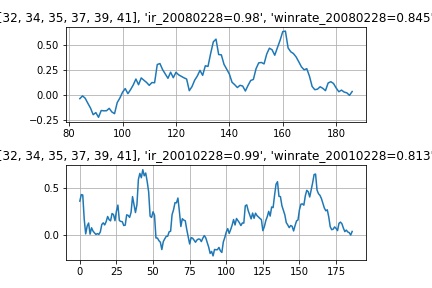 [32, 34, 35, 37, 39, 41], 'ir_20080228=0.98', 'winrate_20080228=0.845'
0.50
0.25
0.00
−0.25
80 100 120 140 160 180
[32, 34, 35, 37, 39, 41], 'ir_20010228=0.99', 'winrate_20010228=0.813'
0.5
0.0
0 25 50 75 100 125 150 175